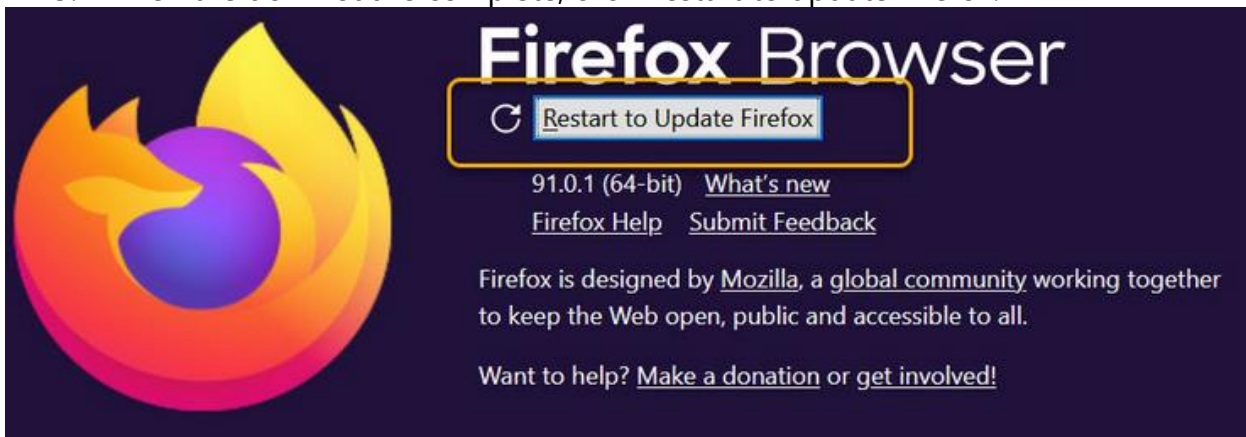 Firefox Browser
Restart to Update Firefox
91.0.1 (64-bit) What's new
Firefox Help Submit Feedback
Firefox is designed by Mozilla, a global community working together
to keep the Web open, public and accessible to all.
Want to help? Make a donation or get involved!